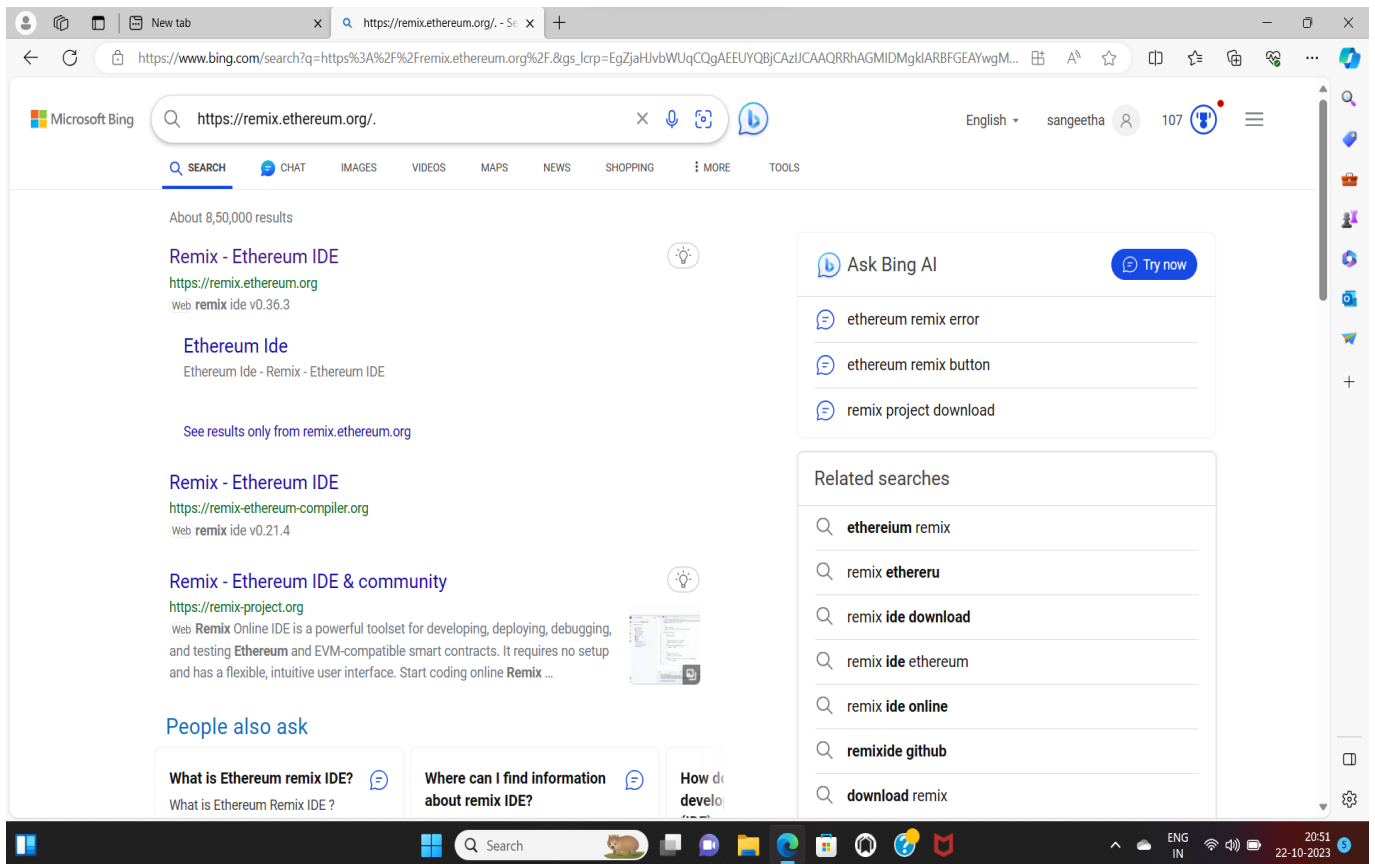 New tab
https://remix.ethereum.org/. - Se
https://www.bing.com/search?q=https%3A%2F%2Fremix.ethereum.org%2F.&gs_lcrp=EgZjaHJvbWUqCQgAEEUYQBjCAzIJCAAQRRhAGMIDMgkIARBFGEAYwgM...
Microsoft Bing
https://remix.ethereum.org/.
English
sangeetha
107
SEARCH CHAT IMAGES VIDEOS MAPS NEWS SHOPPING MORE TOOLS
About 8,50,000 results
Remix - Ethereum IDE
https://remix.ethereum.org
Web remix ide v0.36.3
Ethereum Ide
Ethereum Ide - Remix - Ethereum IDE
See results only from remix.ethereum.org
Remix - Ethereum IDE
https://remix-ethereum-compiler.org
Web remix ide v0.21.4
Remix - Ethereum IDE & community
https://remix-project.org
Web Remix Online IDE is a powerful toolset for developing, deploying, debugging,
and testing Ethereum and EVM-compatible smart contracts. It requires no setup
and has a flexible, intuitive user interface. Start coding online Remix ...
People also ask
What is Ethereum remix IDE?
What is Ethereum Remix IDE ?
Where can I find information
about remix IDE?
How do
develo
Ask Bing AI
Try now
ethereum remix error
ethereum remix button
remix project download
Related searches
ethereium remix
remix ethereru
remix ide download
remix ide ethereum
remix ide online
remixide github
download remix
Search
ENG
IN
20:51
22-10-2023
5